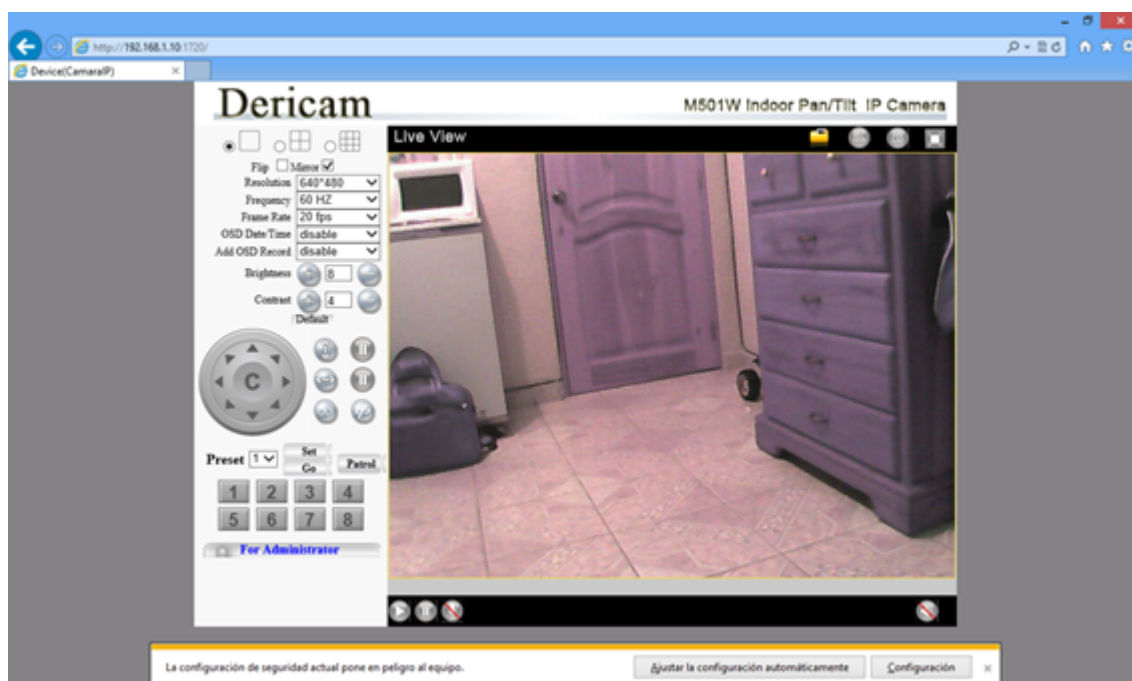 http://192.168.1.10:1720/
Device(CamaraIP)
Dericam
M501W Indoor Pan/Tilt IP Camera
Live View
Flip Mirror
Resolution 640*480
Frequency 60 HZ
Frame Rate 20 fps
OSD Date/Time disable
Add OSD Record disable
Brightness 8
Contrast 4
Default
C
Preset 1 Set
Go Patrol
1 2 3 4
5 6 7 8
For Administrator
La configuración de seguridad actual pone en peligro al equipo. Ajustar la configuración automáticamente Configuración